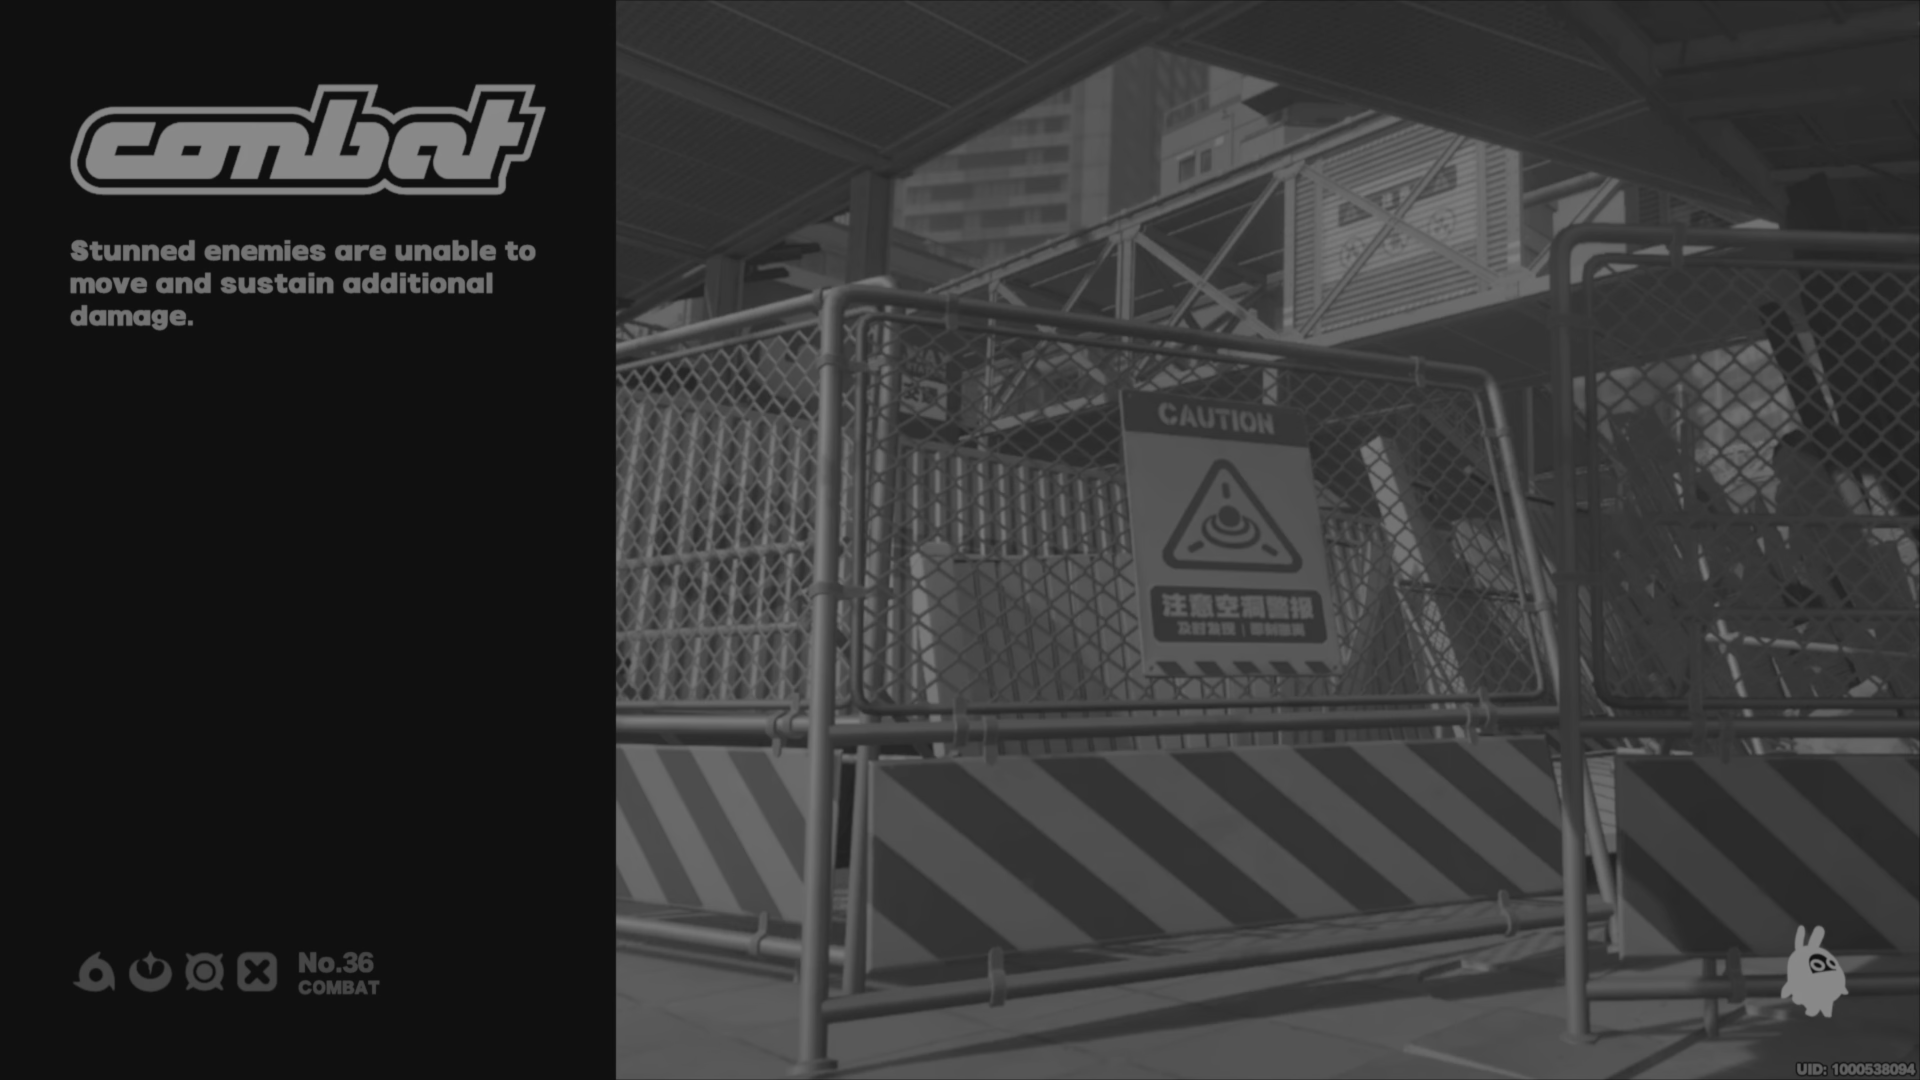 combat
Stunned enemies are unable to
move and sustain additional
damage.
CAUTION
注意空洞警报
No.36
COMBAT
UID: 1000538094